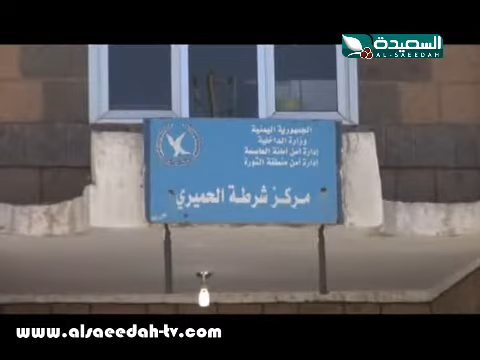 السعيدة
AL-SAEEDAH
الجمهورية اليمنية
وزارة الداخلية
إدارة أمن أمانة العاصمة
إدارة أمن منطقة الثورة
مركز شرطة الحميري
www.alsaeedah-tv.com